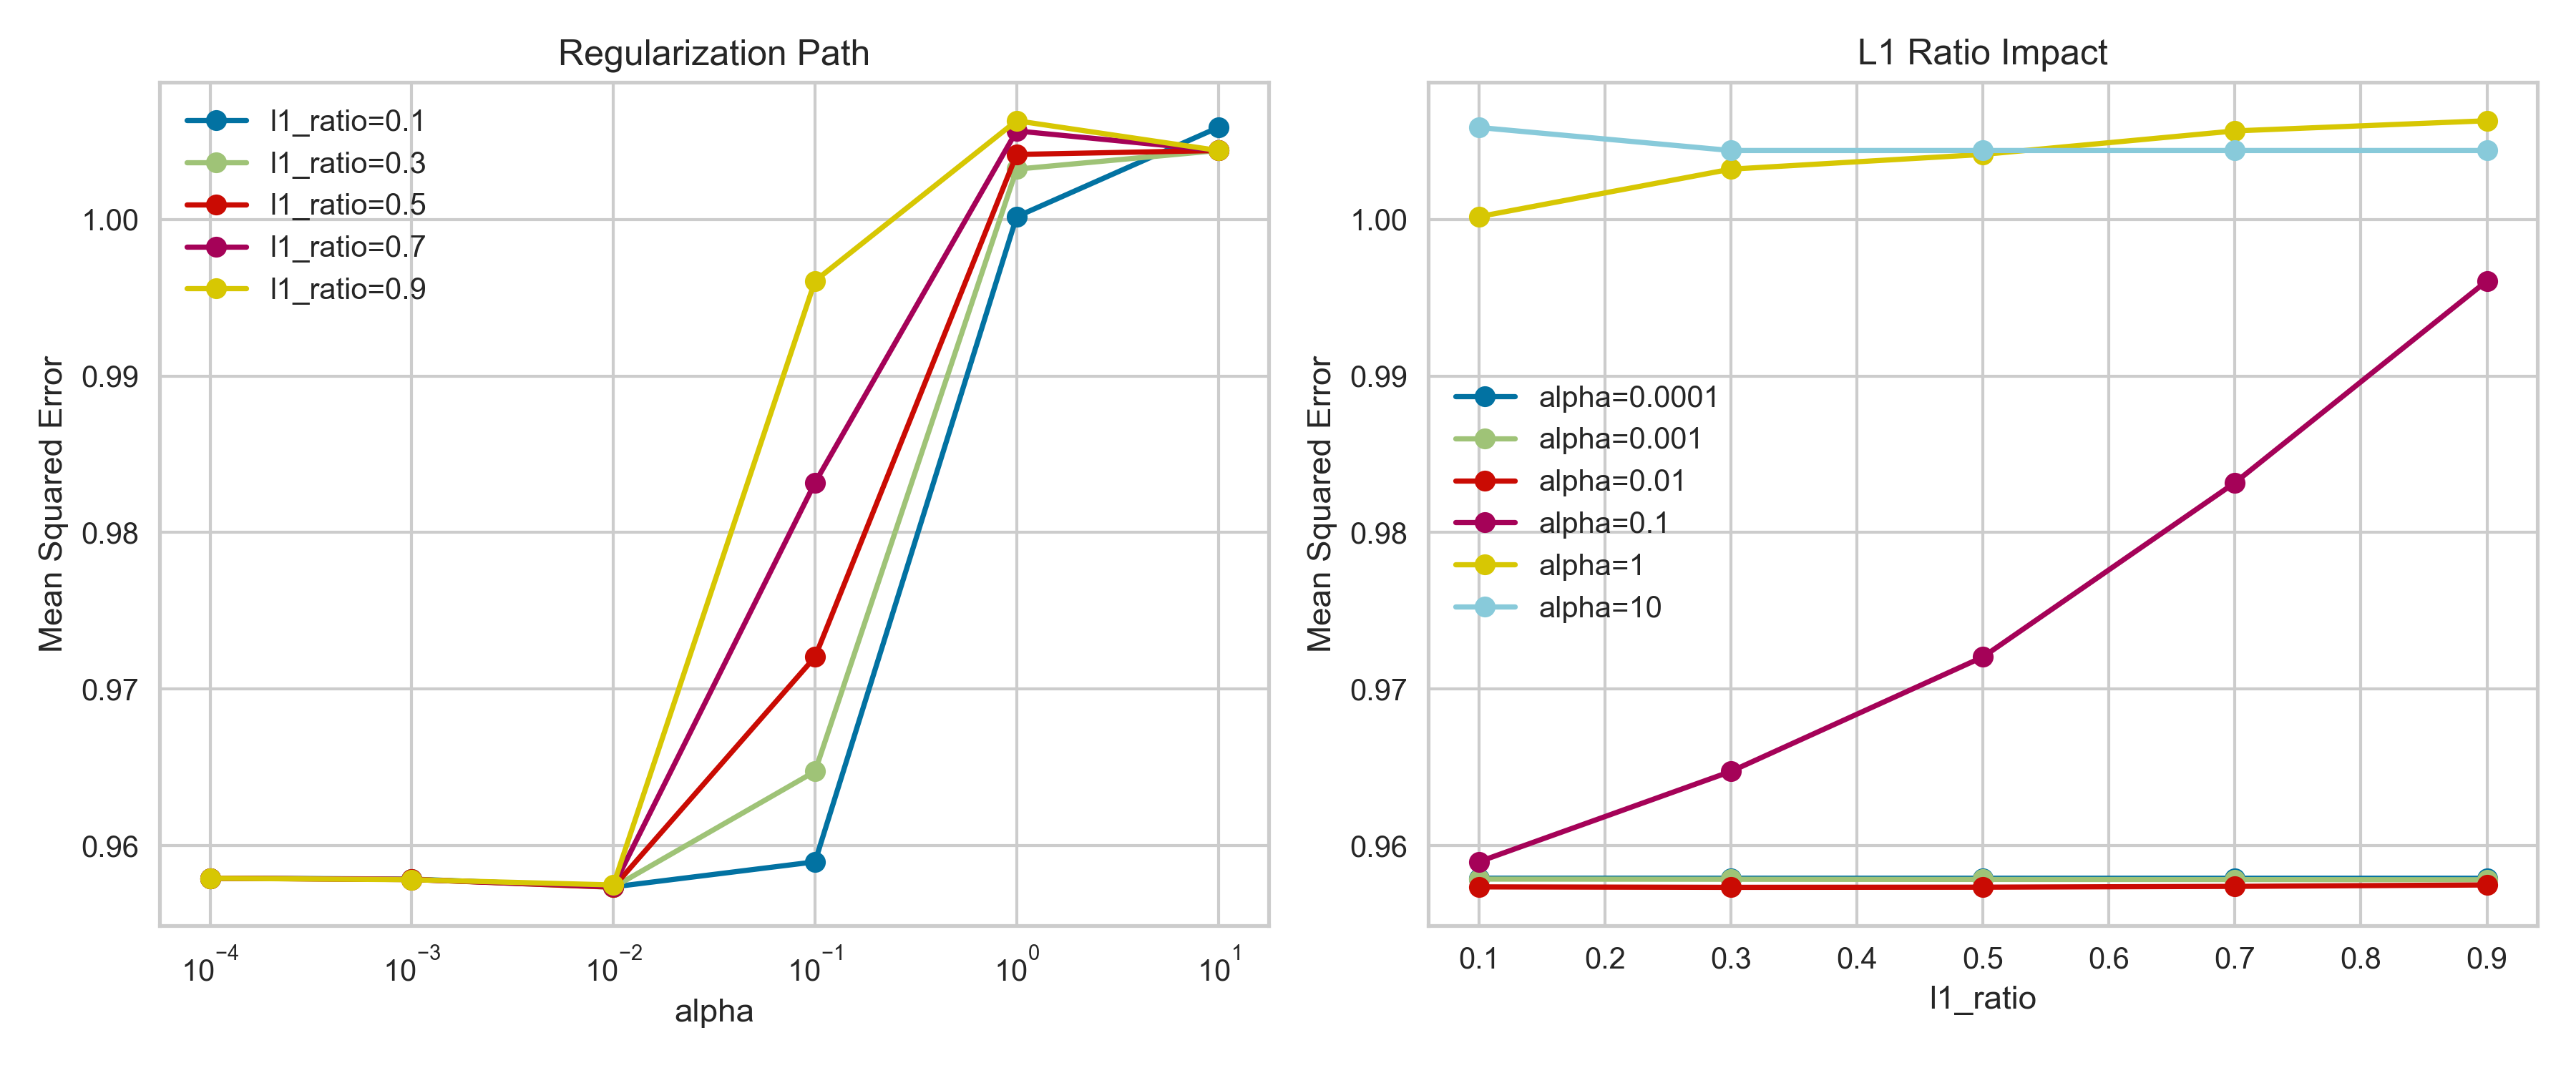 Regularization Path
l1_ratio=0.1
l1_ratio=0.3
l1_ratio=0.5
l1_ratio=0.7
l1_ratio=0.9
1.00
0.99
0.98
0.97
0.96
Mean Squared Error
10⁻⁴ 10⁻³ 10⁻² 10⁻¹ 10⁰ 10¹
alpha
L1 Ratio Impact
1.00
0.99
0.98
0.97
0.96
Mean Squared Error
alpha=0.0001
alpha=0.001
alpha=0.01
alpha=0.1
alpha=1
alpha=10
0.1 0.2 0.3 0.4 0.5 0.6 0.7 0.8 0.9
l1_ratio